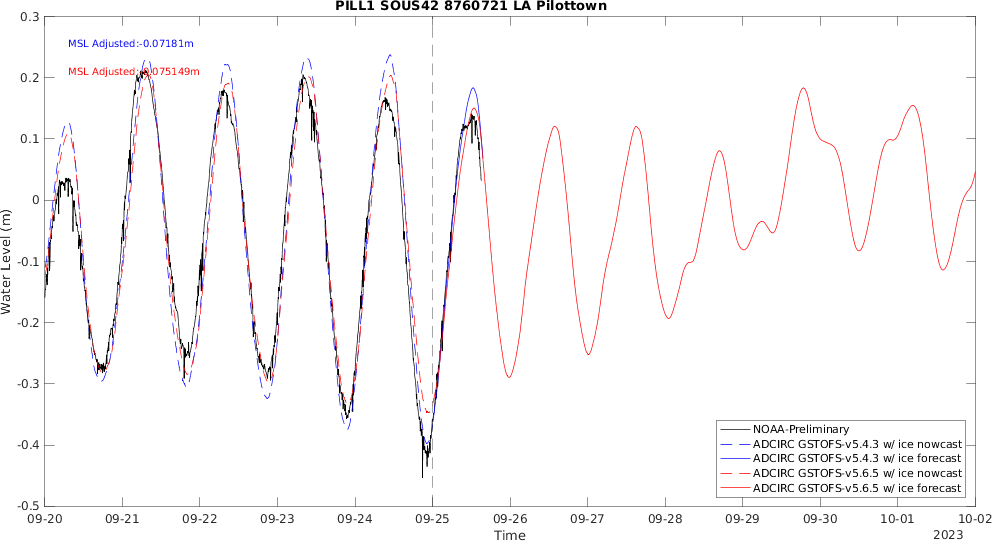 PILL1 SOUS42 8760721 LA Pilottown
0.3
MSL Adjusted:-0.07181m
MSL Adjusted:-0.075149m
0.2
0.1
0
-0.1
-0.2
-0.3
-0.4
-0.5
Water Level (m)
NOAA-Preliminary
ADCIRC GSTOFS-v5.4.3 w/ ice nowcast
ADCIRC GSTOFS-v5.4.3 w/ ice forecast
ADCIRC GSTOFS-v5.6.5 w/ ice nowcast
ADCIRC GSTOFS-v5.6.5 w/ ice forecast
09-20 09-21 09-22 09-23 09-24 09-25 09-26 09-27 09-28 09-29 09-30 10-01 10-02
Time
2023